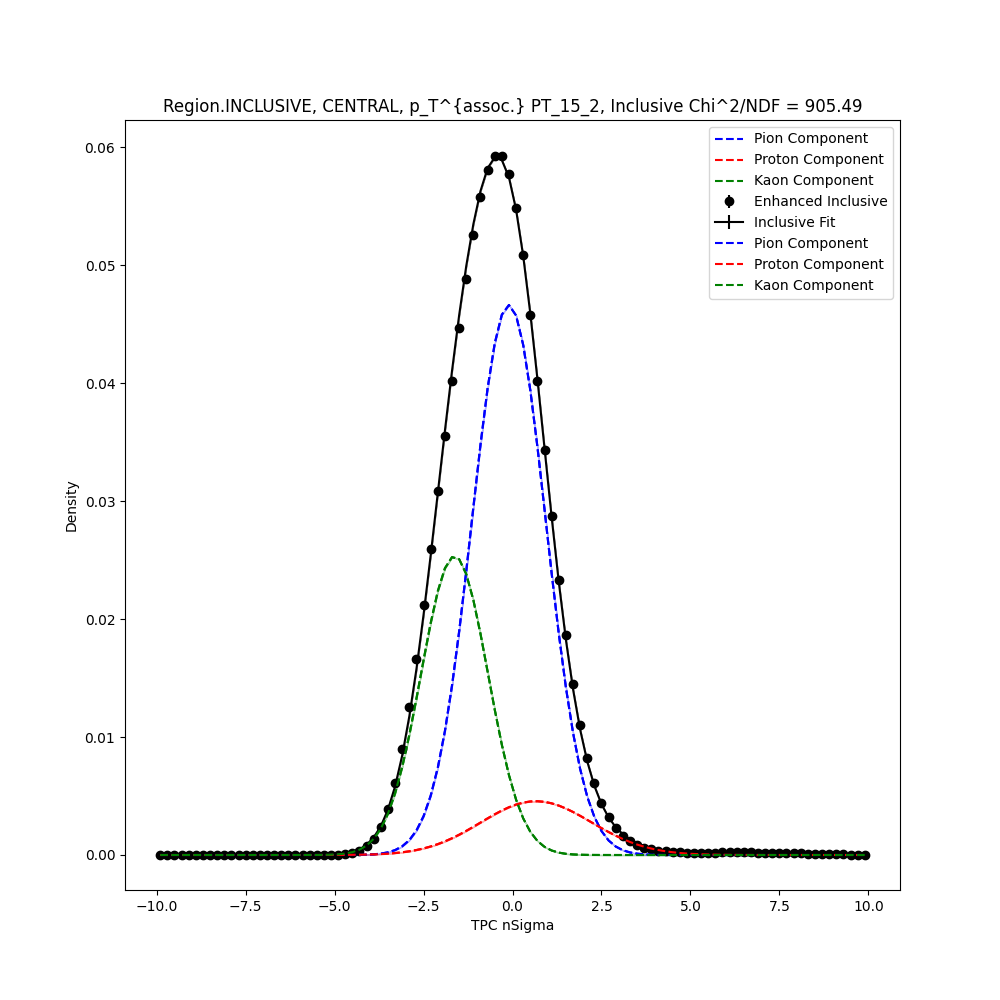 Region.INCLUSIVE, CENTRAL, p_T^{assoc.} PT_15_2, Inclusive Chi^2/NDF = 905.49
Pion Component
Proton Component
Kaon Component
Enhanced Inclusive
Inclusive Fit
Pion Component
Proton Component
Kaon Component
0.06
0.05
0.04
0.03
0.02
0.01
0.00
Density
−10.0 −7.5 −5.0 −2.5 0.0 2.5 5.0 7.5 10.0
TPC nSigma